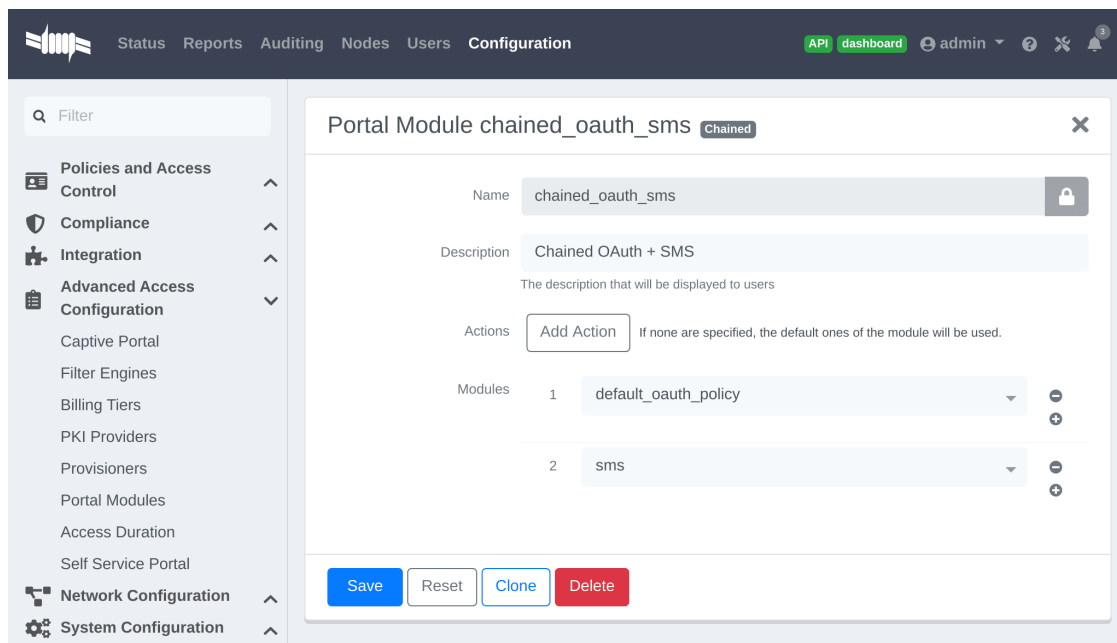 Status Reports Auditing Nodes Users Configuration API dashboard admin 3
Filter
Policies and Access
Control
Compliance
Integration
Advanced Access
Configuration
Captive Portal
Filter Engines
Billing Tiers
PKI Providers
Provisioners
Portal Modules
Access Duration
Self Service Portal
Network Configuration
System Configuration
Portal Module chained_oauth_sms Chained
Name chained_oauth_sms
Description Chained OAuth + SMS
The description that will be displayed to users
Actions Add Action If none are specified, the default ones of the module will be used.
Modules 1 default_oauth_policy
2 sms
Save Reset Clone Delete